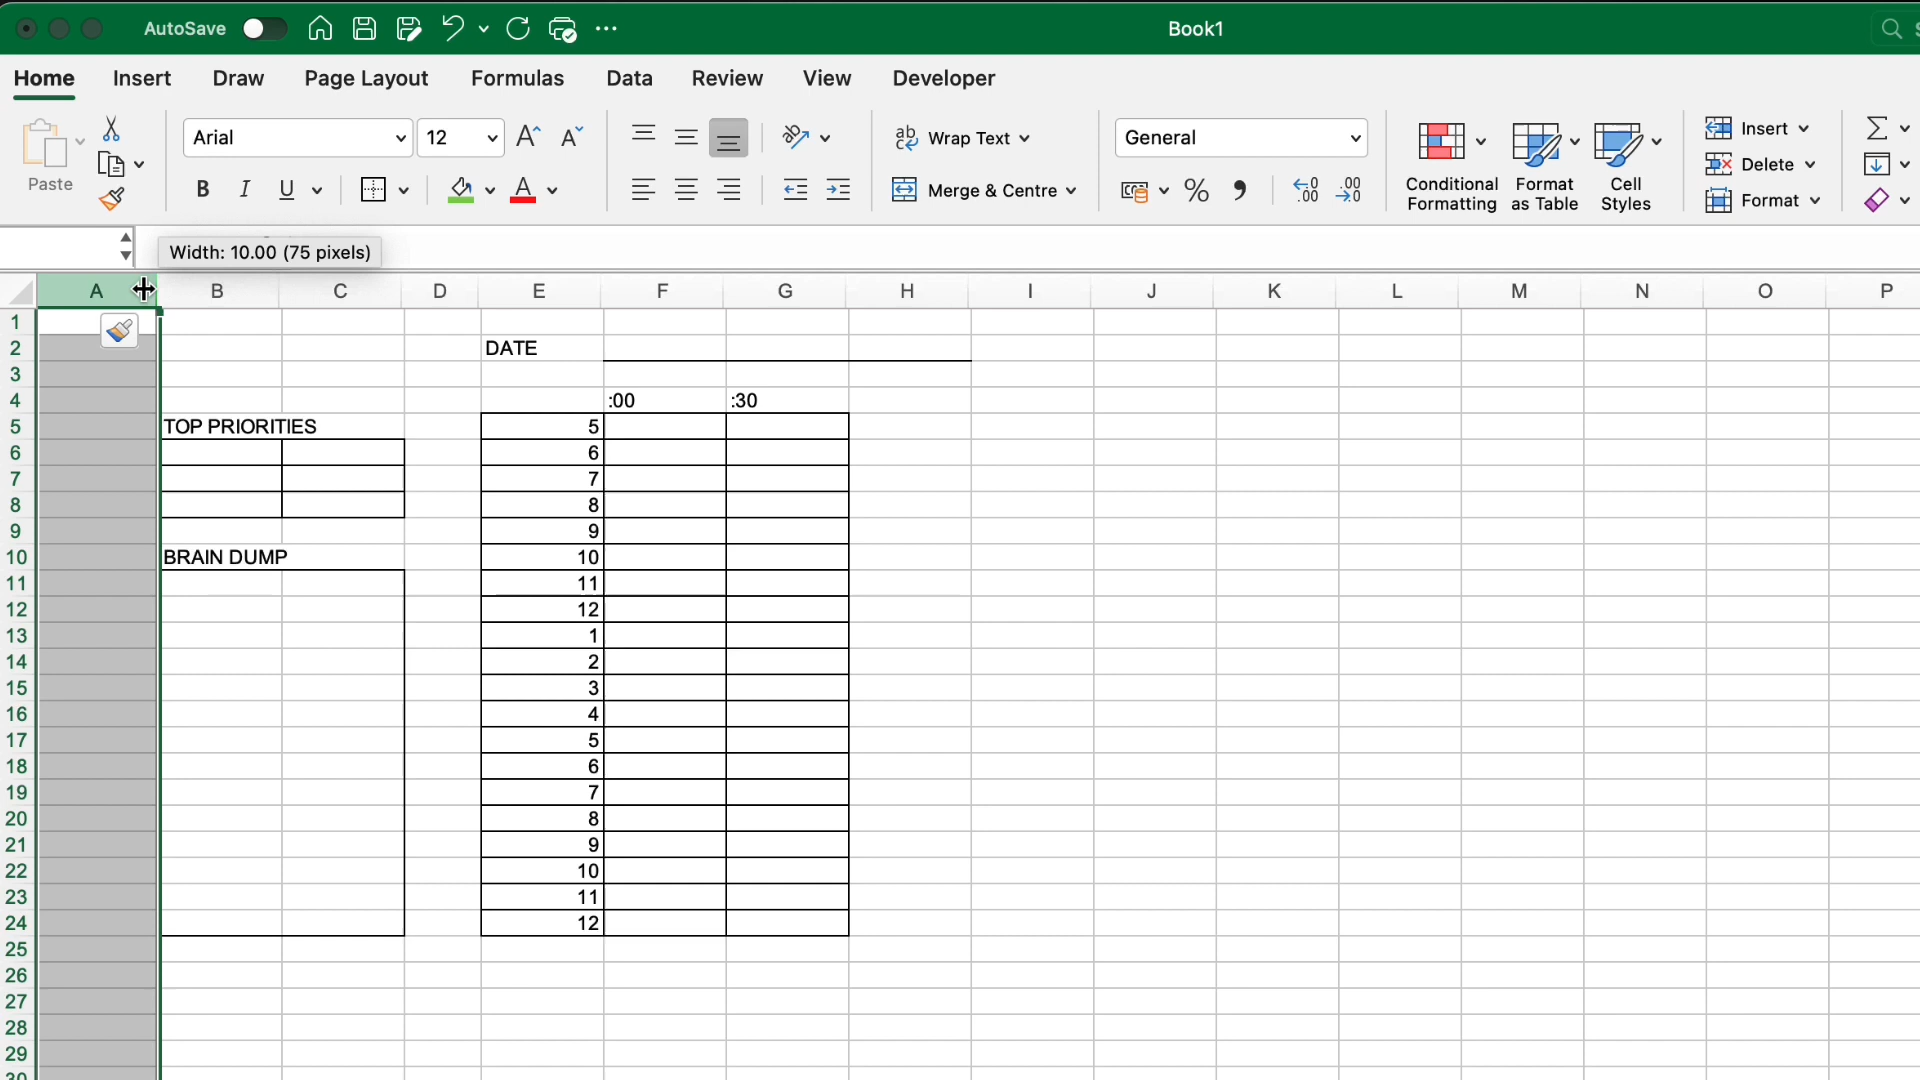 AutoSave
Book1
Home Insert Draw Page Layout Formulas Data Review View Developer
Paste
Arial 12
B I U A
ab Wrap Text
Merge & Centre
General
% 
Conditional Formatting
Format as Table
Cell Styles
Insert
Delete
Format
Width: 10.00 (75 pixels)
A B C D E F G H I J K L M N O P
1
2 DATE
3
4 :00 :30
5 TOP PRIORITIES 5
6 6
7 7
8 8
9 9
10 BRAIN DUMP 10
11 11
12 12
13 1
14 2
15 3
16 4
17 5
18 6
19 7
20 8
21 9
22 10
23 11
24 12
25
26
27
28
29
30